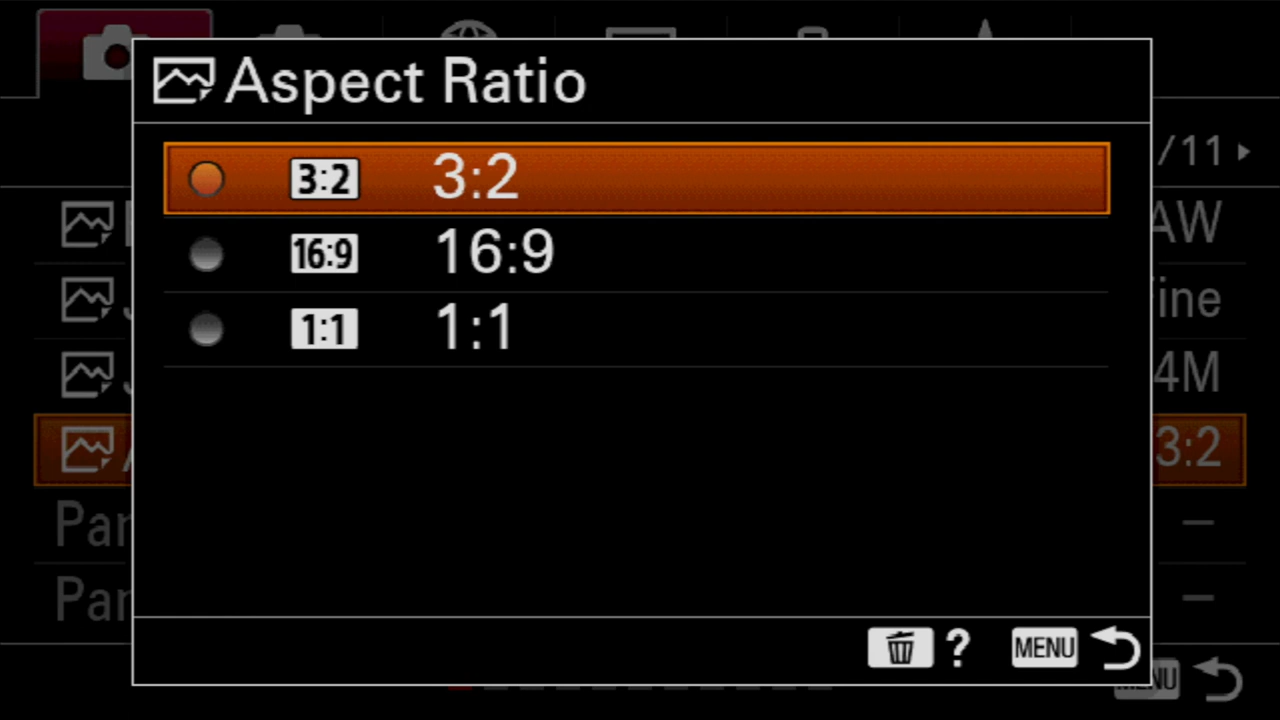 Aspect Ratio
3:2 3:2
16:9 16:9
1:1 1:1
/11
AW
ine
4M
3:2
Par
Par
? MENU